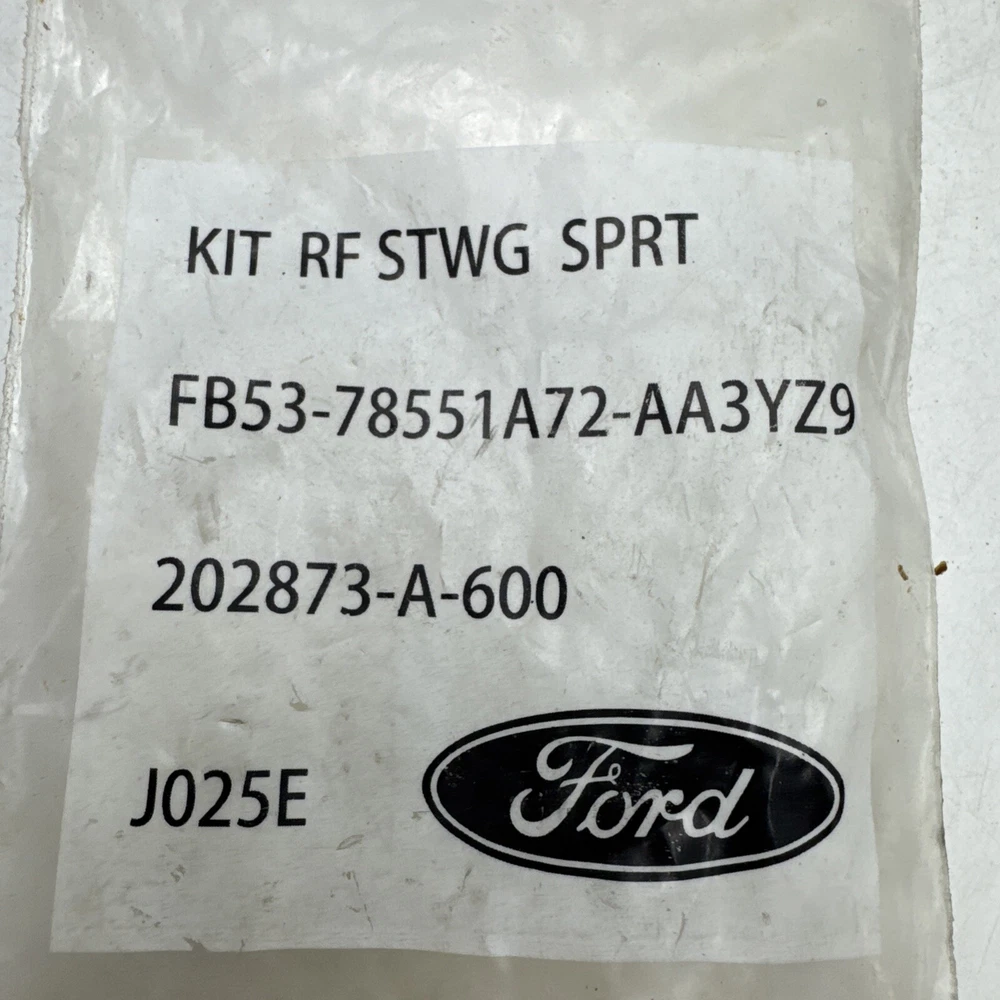 KIT RF STWG SPRT
FB53-78551A72-AA3YZ9
202873-A-600
J025E
Ford